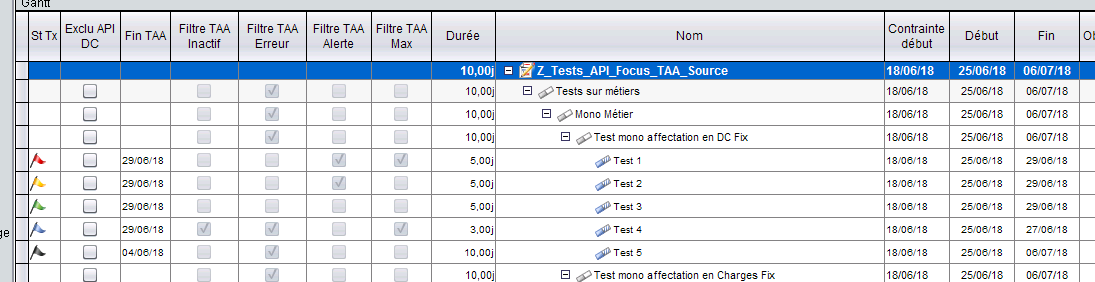 Gantt
St Tx Exclu API DC Fin TAA Filtre TAA Inactif Filtre TAA Erreur Filtre TAA Alerte Filtre TAA Max Durée Nom Contrainte début Début Fin
10,00j Z_Tests_API_Focus_TAA_Source 18/06/18 25/06/18 06/07/18
10,00j Tests sur métiers 18/06/18 25/06/18 06/07/18
10,00j Mono Métier 18/06/18 25/06/18 06/07/18
10,00j Test mono affectation en DC Fix 18/06/18 25/06/18 06/07/18
29/06/18 5,00j Test 1 18/06/18 25/06/18 29/06/18
29/06/18 5,00j Test 2 18/06/18 25/06/18 29/06/18
29/06/18 5,00j Test 3 18/06/18 25/06/18 29/06/18
29/06/18 3,00j Test 4 18/06/18 25/06/18 27/06/18
04/06/18 10,00j Test 5 18/06/18 25/06/18 06/07/18
10,00j Test mono affectation en Charges Fix 18/06/18 25/06/18 06/07/18